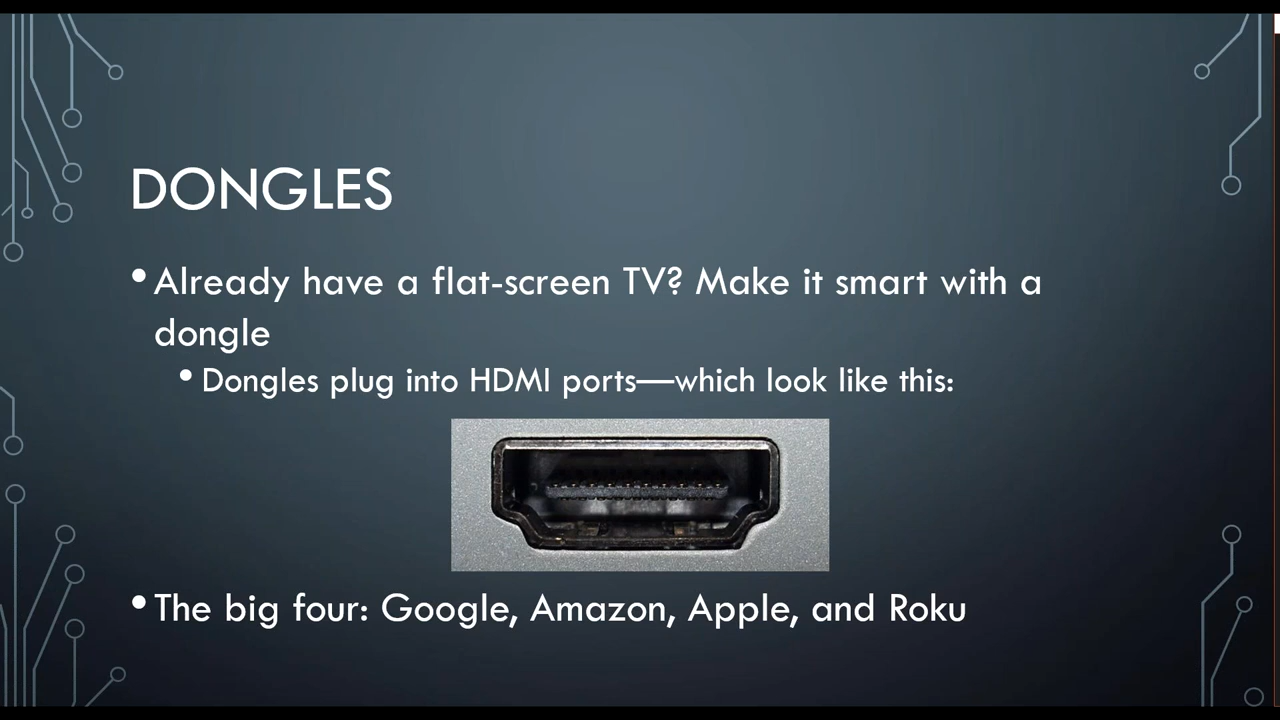 DONGLES
• Already have a flat-screen TV? Make it smart with a
dongle
• Dongles plug into HDMI ports—which look like this:
• The big four: Google, Amazon, Apple, and Roku